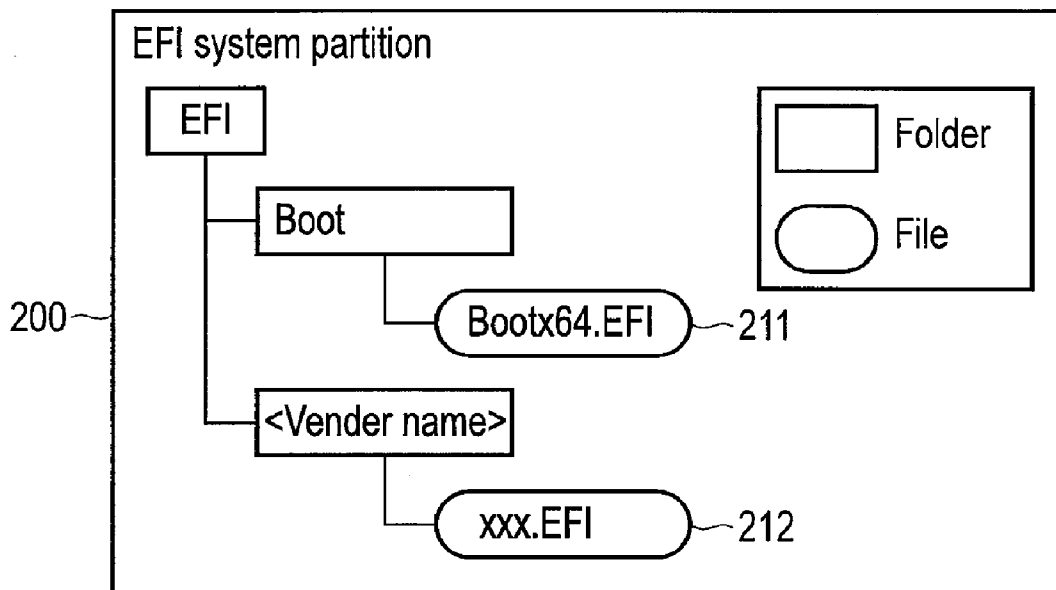 EFI system partition
EFI
Folder
Boot
File
200
Bootx64.EFI
211
<Vender name>
xxx.EFI
212